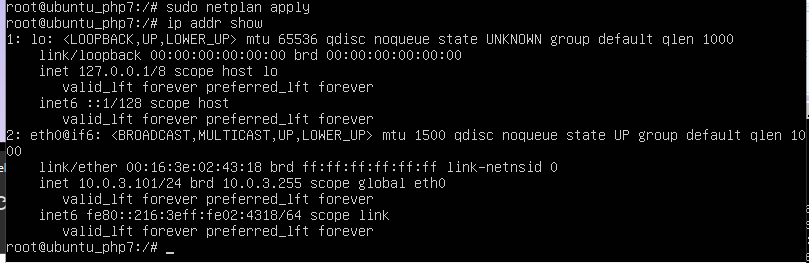 root@ubuntu_php7:/# sudo netplan apply
root@ubuntu_php7:/# ip addr show
1: lo: <LOOPBACK,UP,LOWER_UP> mtu 65536 qdisc noqueue state UNKNOWN group default qlen 1000
    link/loopback 00:00:00:00:00:00 brd 00:00:00:00:00:00
    inet 127.0.0.1/8 scope host lo
       valid_lft forever preferred_lft forever
    inet6 ::1/128 scope host
       valid_lft forever preferred_lft forever
2: eth0@if6: <BROADCAST,MULTICAST,UP,LOWER_UP> mtu 1500 qdisc noqueue state UP group default qlen 10
00
    link/ether 00:16:3e:02:43:18 brd ff:ff:ff:ff:ff:ff link-netnsid 0
    inet 10.0.3.101/24 brd 10.0.3.255 scope global eth0
       valid_lft forever preferred_lft forever
    inet6 fe80::216:3eff:fe02:4318/64 scope link
       valid_lft forever preferred_lft forever
root@ubuntu_php7:/# _